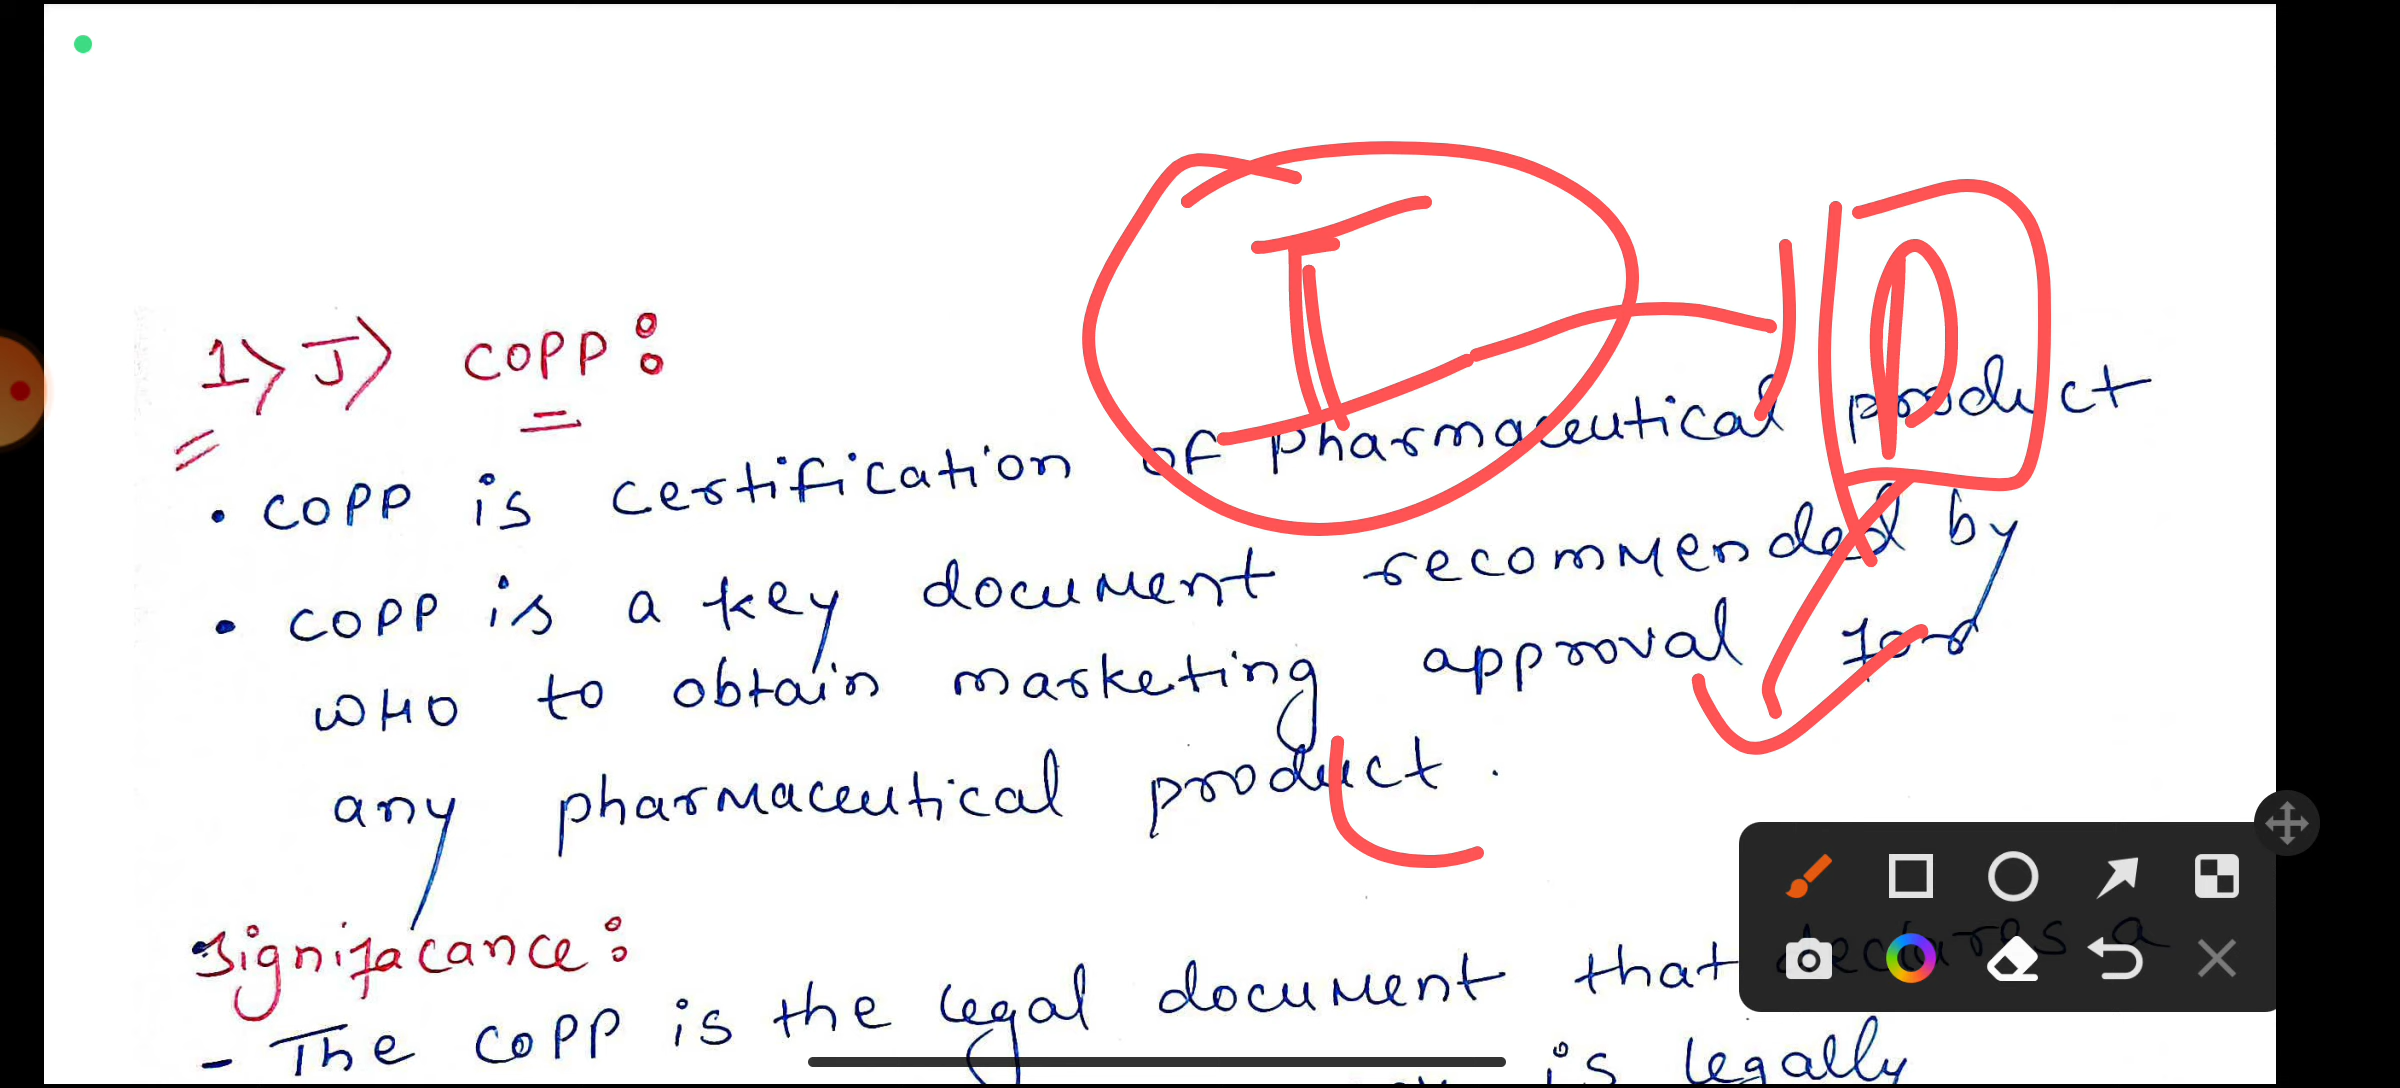 1> J> COPP:
• COPP is certification of pharmaceutical product
• COPP is a key document recommended by
WHO to obtain marketing approval for
any pharmaceutical product.
Signifacance:
- The COPP is the legal document that declares a
is legally
I
P